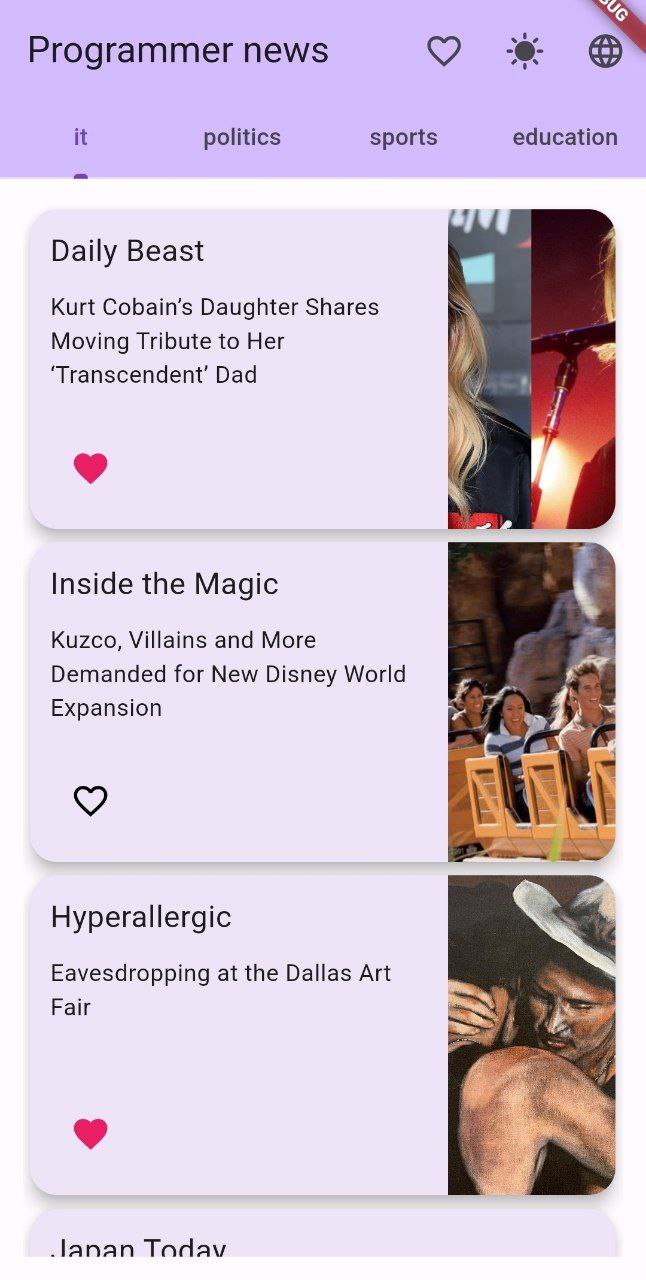 Programmer news
it politics sports education
Daily Beast
Kurt Cobain’s Daughter Shares
Moving Tribute to Her
‘Transcendent’ Dad
Inside the Magic
Kuzco, Villains and More
Demanded for New Disney World
Expansion
Hyperallergic
Eavesdropping at the Dallas Art
Fair
Japan Today